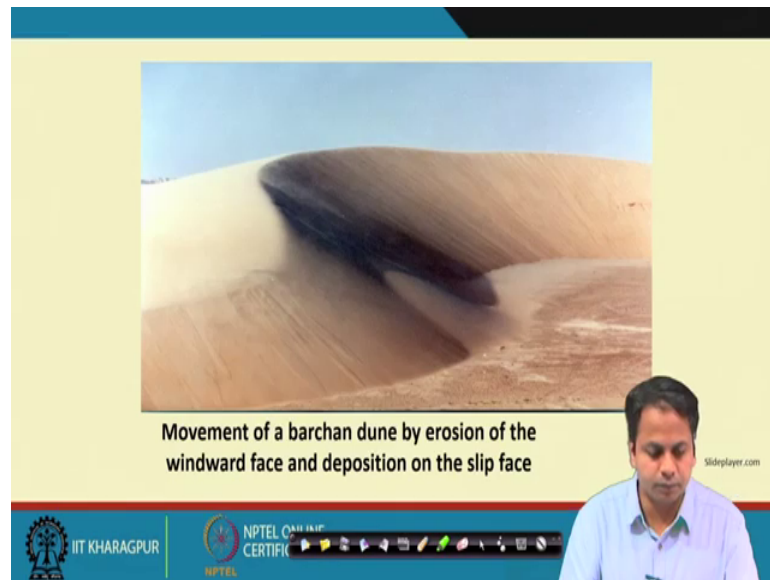 Movement of a barchan dune by erosion of the
windward face and deposition on the slip face
Slideplayer.com
IIT KHARAGPUR
NPTEL
NPTEL ONLINE
CERTIFIC